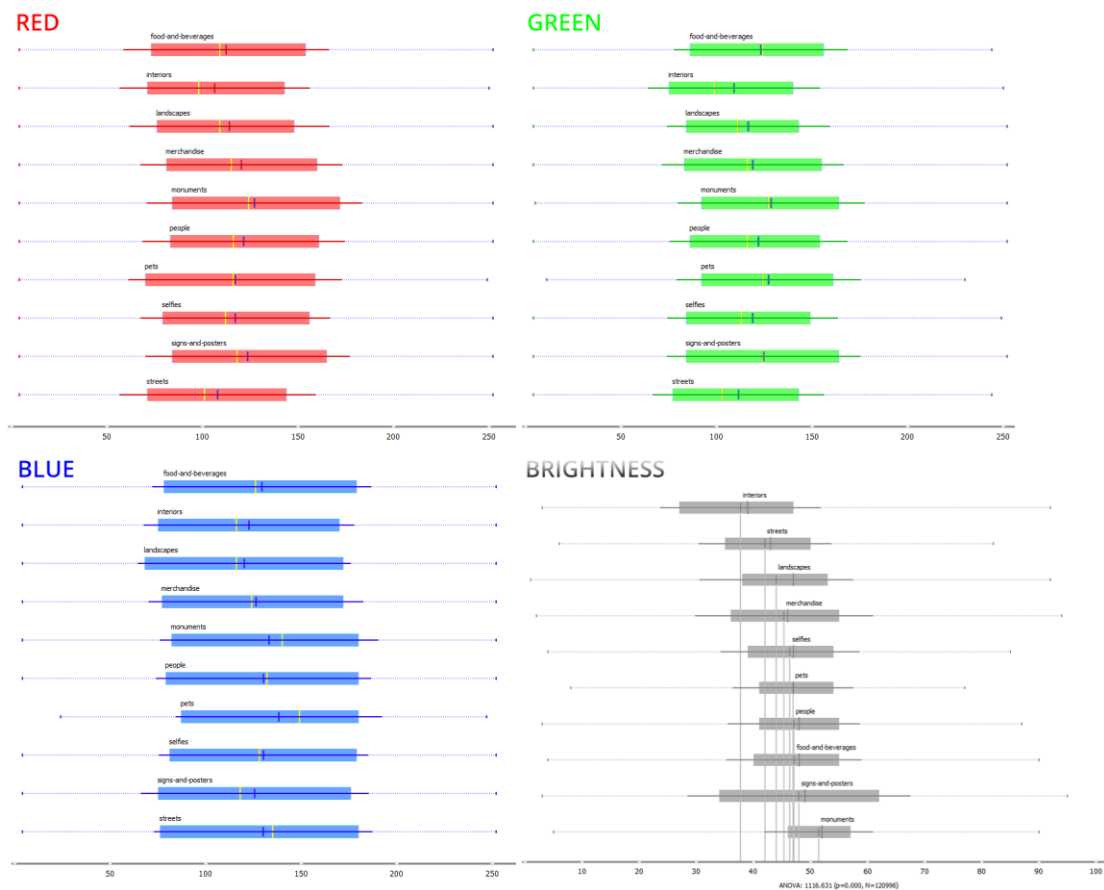 RED
food-and-beverages
interiors
landscapes
merchandise
monuments
people
pets
selfies
signs-and-posters
streets
50 100 150 200 250
GREEN
food-and-beverages
interiors
landscapes
merchandise
monuments
people
pets
selfies
signs-and-posters
streets
50 100 150 200 250
BLUE
food-and-beverages
interiors
landscapes
merchandise
monuments
people
pets
selfies
signs-and-posters
streets
50 100 150 200 250
BRIGHTNESS
interiors
streets
landscapes
merchandise
selfies
pets
people
food-and-beverages
signs-and-posters
monuments
0 10 20 30 40 50 60 70 80 90 100
ANOVA: 1116.631 (p=0.000, N=120996)